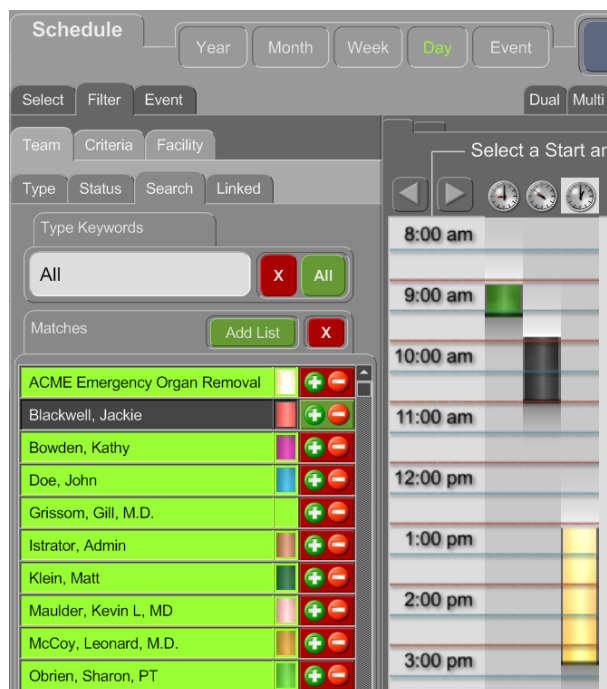 Schedule
Year Month Week Day Event
Select Filter Event
Dual Multi
Team Criteria Facility
Select a Start an
Type Status Search Linked
Type Keywords
All X All
Matches Add List X
ACME Emergency Organ Removal
Blackwell, Jackie
Bowden, Kathy
Doe, John
Grissom, Gill, M.D.
Istrator, Admin
Klein, Matt
Maulder, Kevin L, MD
McCoy, Leonard, M.D.
Obrien, Sharon, PT
8:00 am
9:00 am
10:00 am
11:00 am
12:00 pm
1:00 pm
2:00 pm
3:00 pm